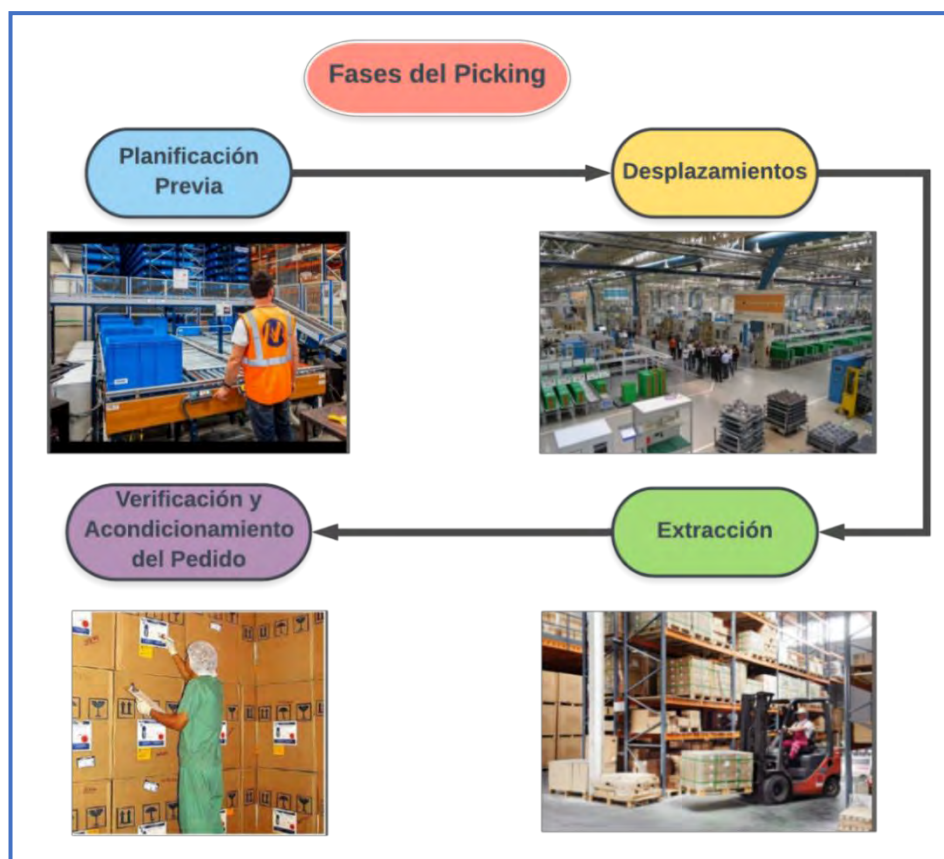 Fases del Picking
Planificación
Previa
Desplazamientos
Verificación y
Acondicionamiento
del Pedido
Extracción